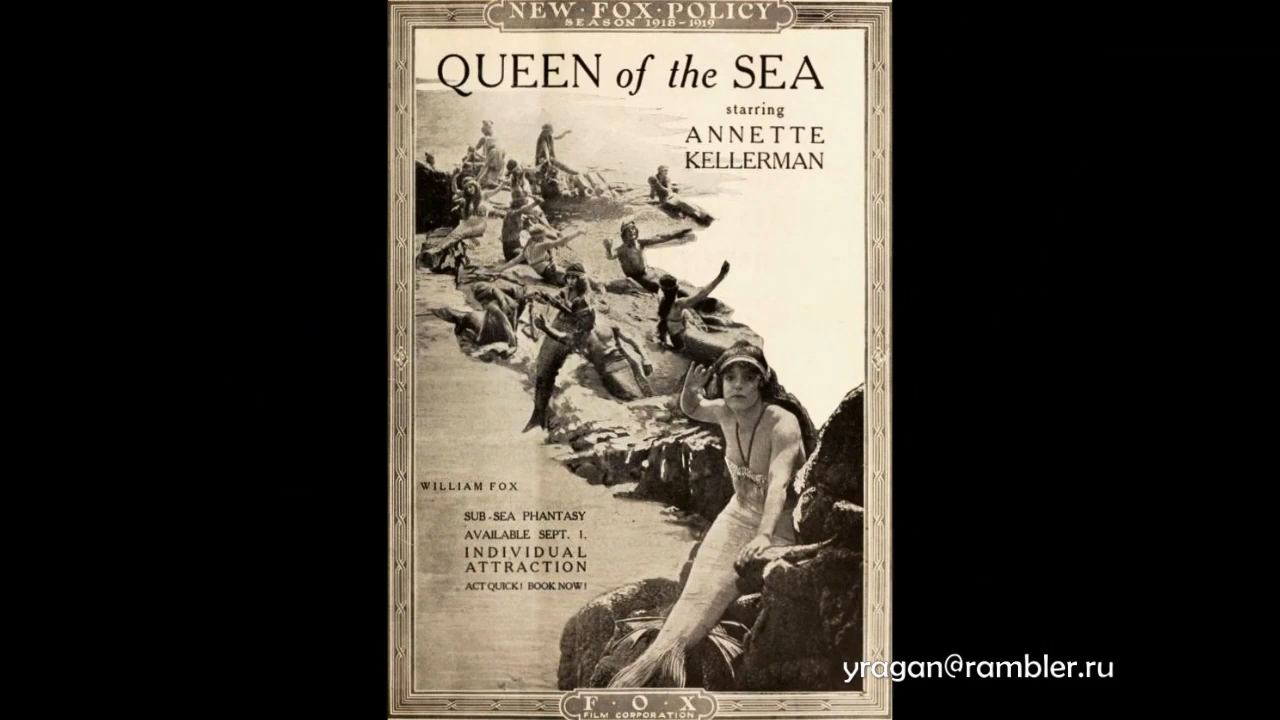 NEW · FOX · POLICY
SEASON 1918-1919
QUEEN of the SEA
starring
ANNETTE
KELLERMAN
WILLIAM FOX
SUB-SEA PHANTASY
AVAILABLE SEPT. 1.
INDIVIDUAL
ATTRACTION
ACT QUICK! BOOK NOW!
yragan@rambler.ru
F · O · X
FILM CORPORATION